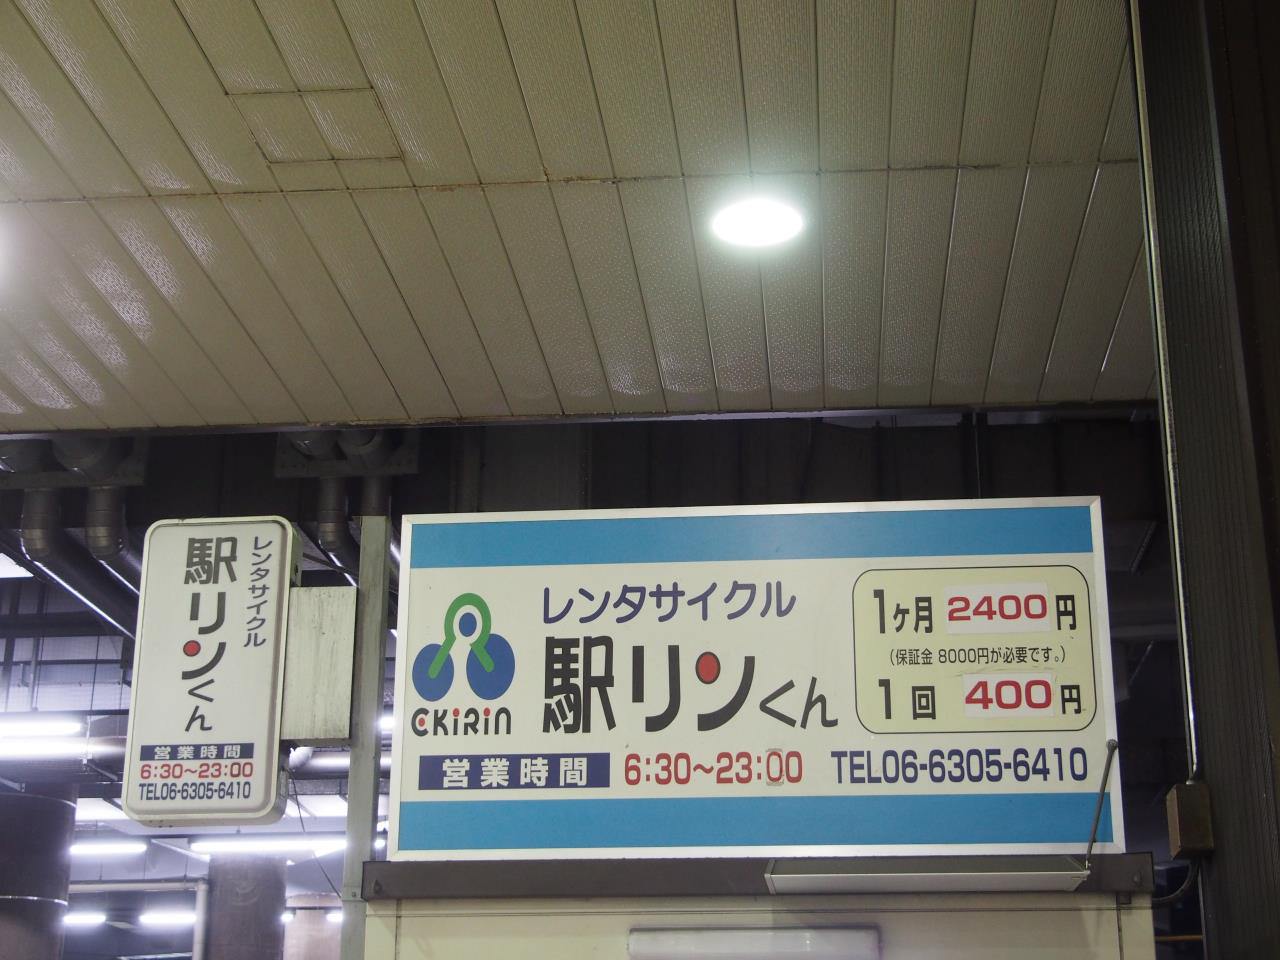 レンタサイクル
駅リンくん
営業時間
6:30～23:00
TEL06-6305-6410
EKiRiN
レンタサイクル
駅リンくん
営業時間 6:30～23:00 TEL06-6305-6410
1ヶ月 2400円
(保証金 8000円が必要です。)
1回 400円